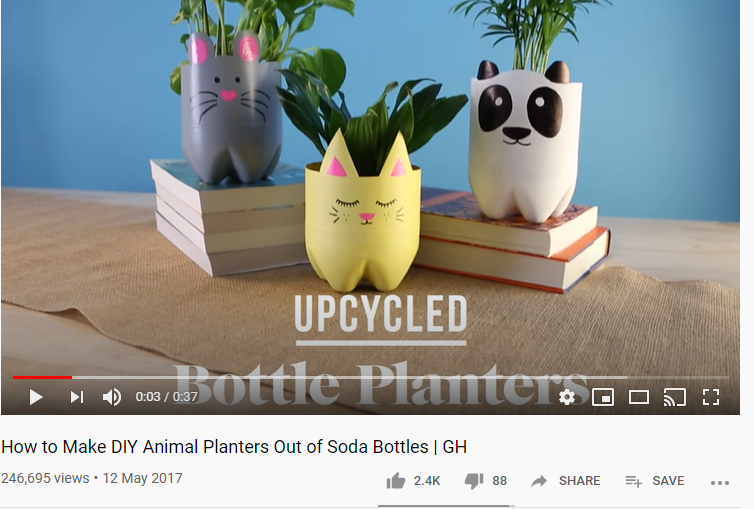 UPCYCLED
Bottle Planters
0:03 / 0:37
How to Make DIY Animal Planters Out of Soda Bottles | GH
246,695 views • 12 May 2017
2.4K 88 SHARE SAVE